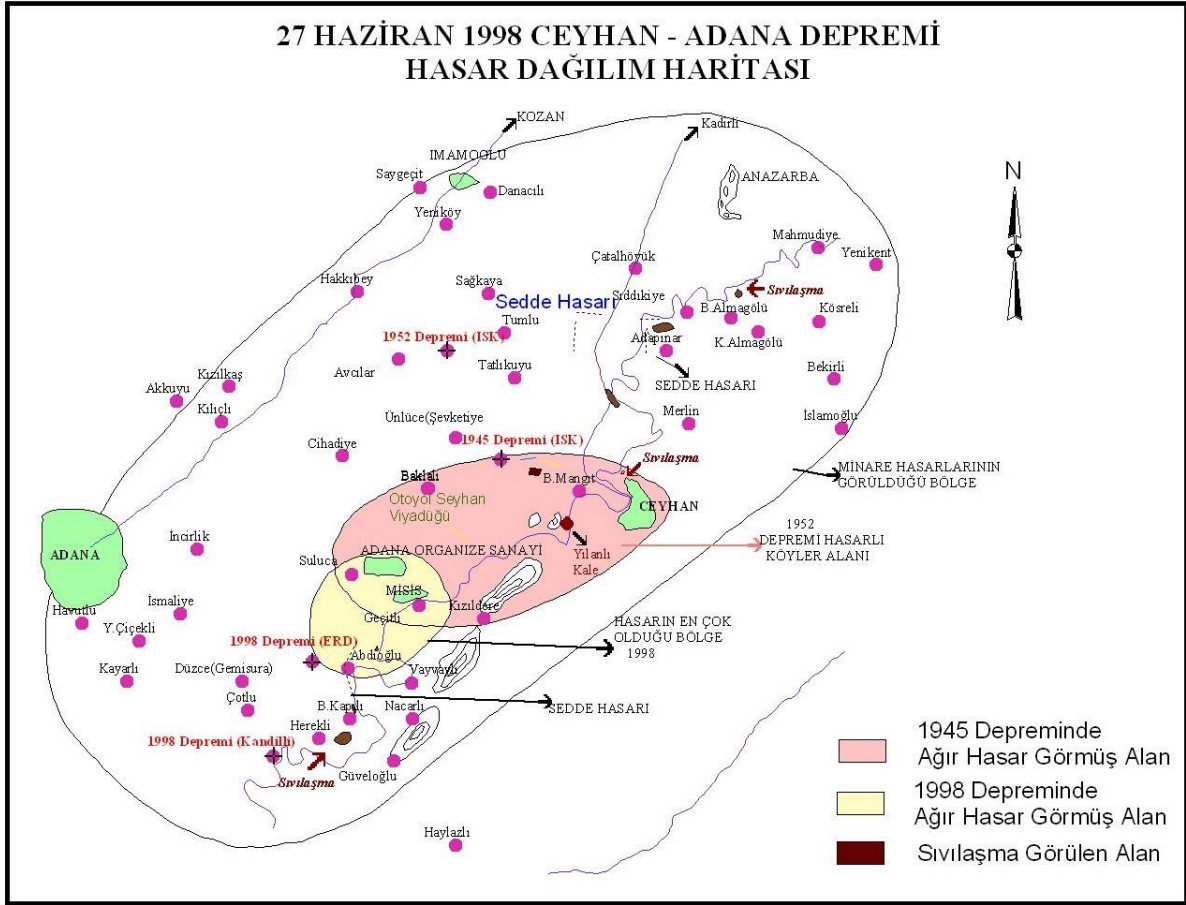 27 HAZİRAN 1998 CEYHAN - ADANA DEPREMİ
HASAR DAĞILIM HARİTASI
KOZAN
Kadirli
IMAMOGLU
Saygeçit
Danacılı
ANAZARBA
N
Yeniköy
Mahmudiye
Yenikent
Çatalhöyük
Hakkıbey
Sağkaya
Sıddıkiye
Sıvılaşma
Sedde Hasarı
B.Almagölü
Kösreli
Tumlu
1952 Depremi (ISK)
Adapınar
K.Almagölü
Avcılar
Tatlıkuyu
SEDDE HASARI
Bekirli
Kızılkaş
Akkuyu
Kılıçlı
Ünlüce(Şevketiye
Merlin
İslamoğlu
1945 Depremi (ISK)
Cihadiye
Sıvılaşma
MİNARE HASARLARININ
GÖRÜLDÜĞÜ BÖLGE
Baklalı
B.Mangıt
Otoyol Seyhan
Viyadüğü
CEYHAN
1952
DEPREMİ HASARLI
KÖYLER ALANI
ADANA
İncirlik
ADANA ORGANIZE SANAYİ
Yılanlı
Kale
Suluca
MİSİS
Havutlu
İsmaliye
Geçitli
Kızıldere
HASARIN EN ÇOK
OLDUĞU BÖLGE
1998
Y.Çiçekli
1998 Depremi (ERD)
Kayarlı
Düzce(Gemisura)
Abdioğlu
Vayvaylı
Çotlu
B.Kapılı
Nacarlı
SEDDE HASARI
1998 Depremi (Kandilli)
Herekli
Sıvılaşma
Güveloğlu
Haylazlı
1945 Depreminde
Ağır Hasar Görmüş Alan
1998 Depreminde
Ağır Hasar Görmüş Alan
Sıvılaşma Görülen Alan